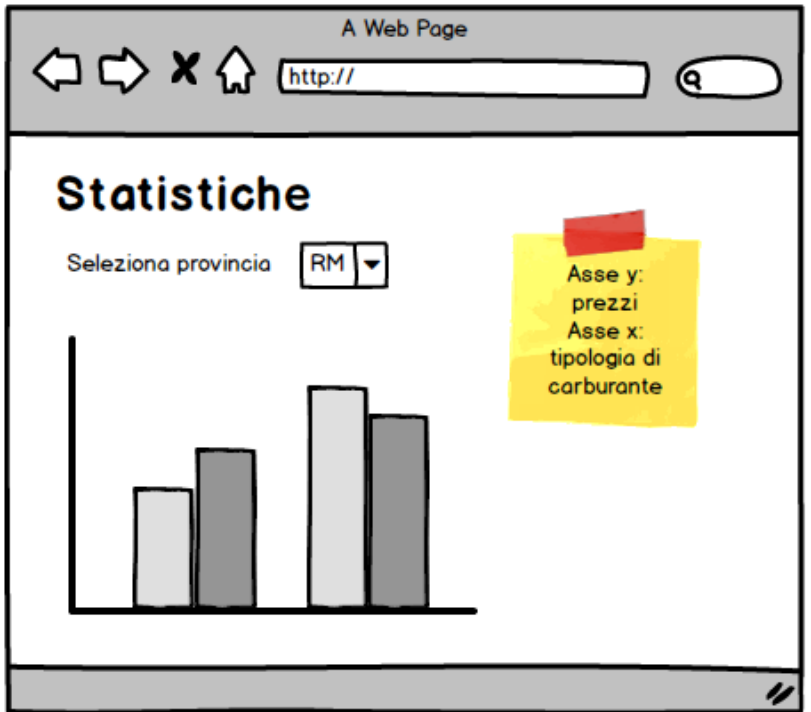 A Web Page
http://
Statistiche
Seleziona provincia RM
Asse y:
prezzi
Asse x:
tipologia di
carburante